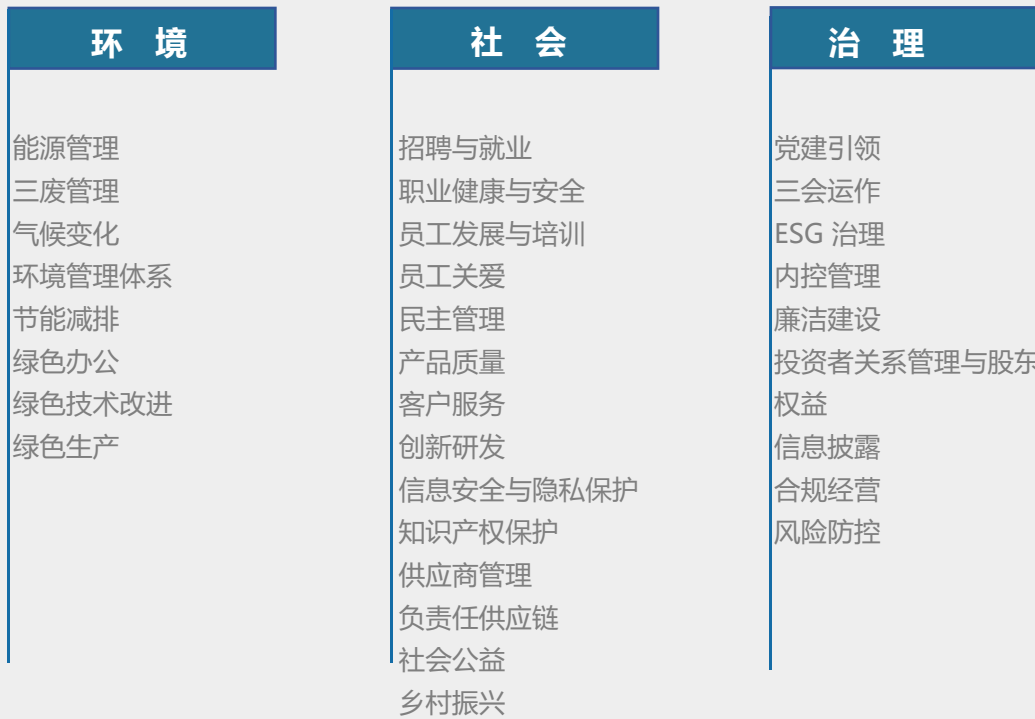 环 境
能源管理
三废管理
气候变化
环境管理体系
节能减排
绿色办公
绿色技术改进
绿色生产
社 会
招聘与就业
职业健康与安全
员工发展与培训
员工关爱
民主管理
产品质量
客户服务
创新研发
信息安全与隐私保护
知识产权保护
供应商管理
负责任供应链
社会公益
乡村振兴
治 理
党建引领
三会运作
ESG 治理
内控管理
廉洁建设
投资者关系管理与股东
权益
信息披露
合规经营
风险防控